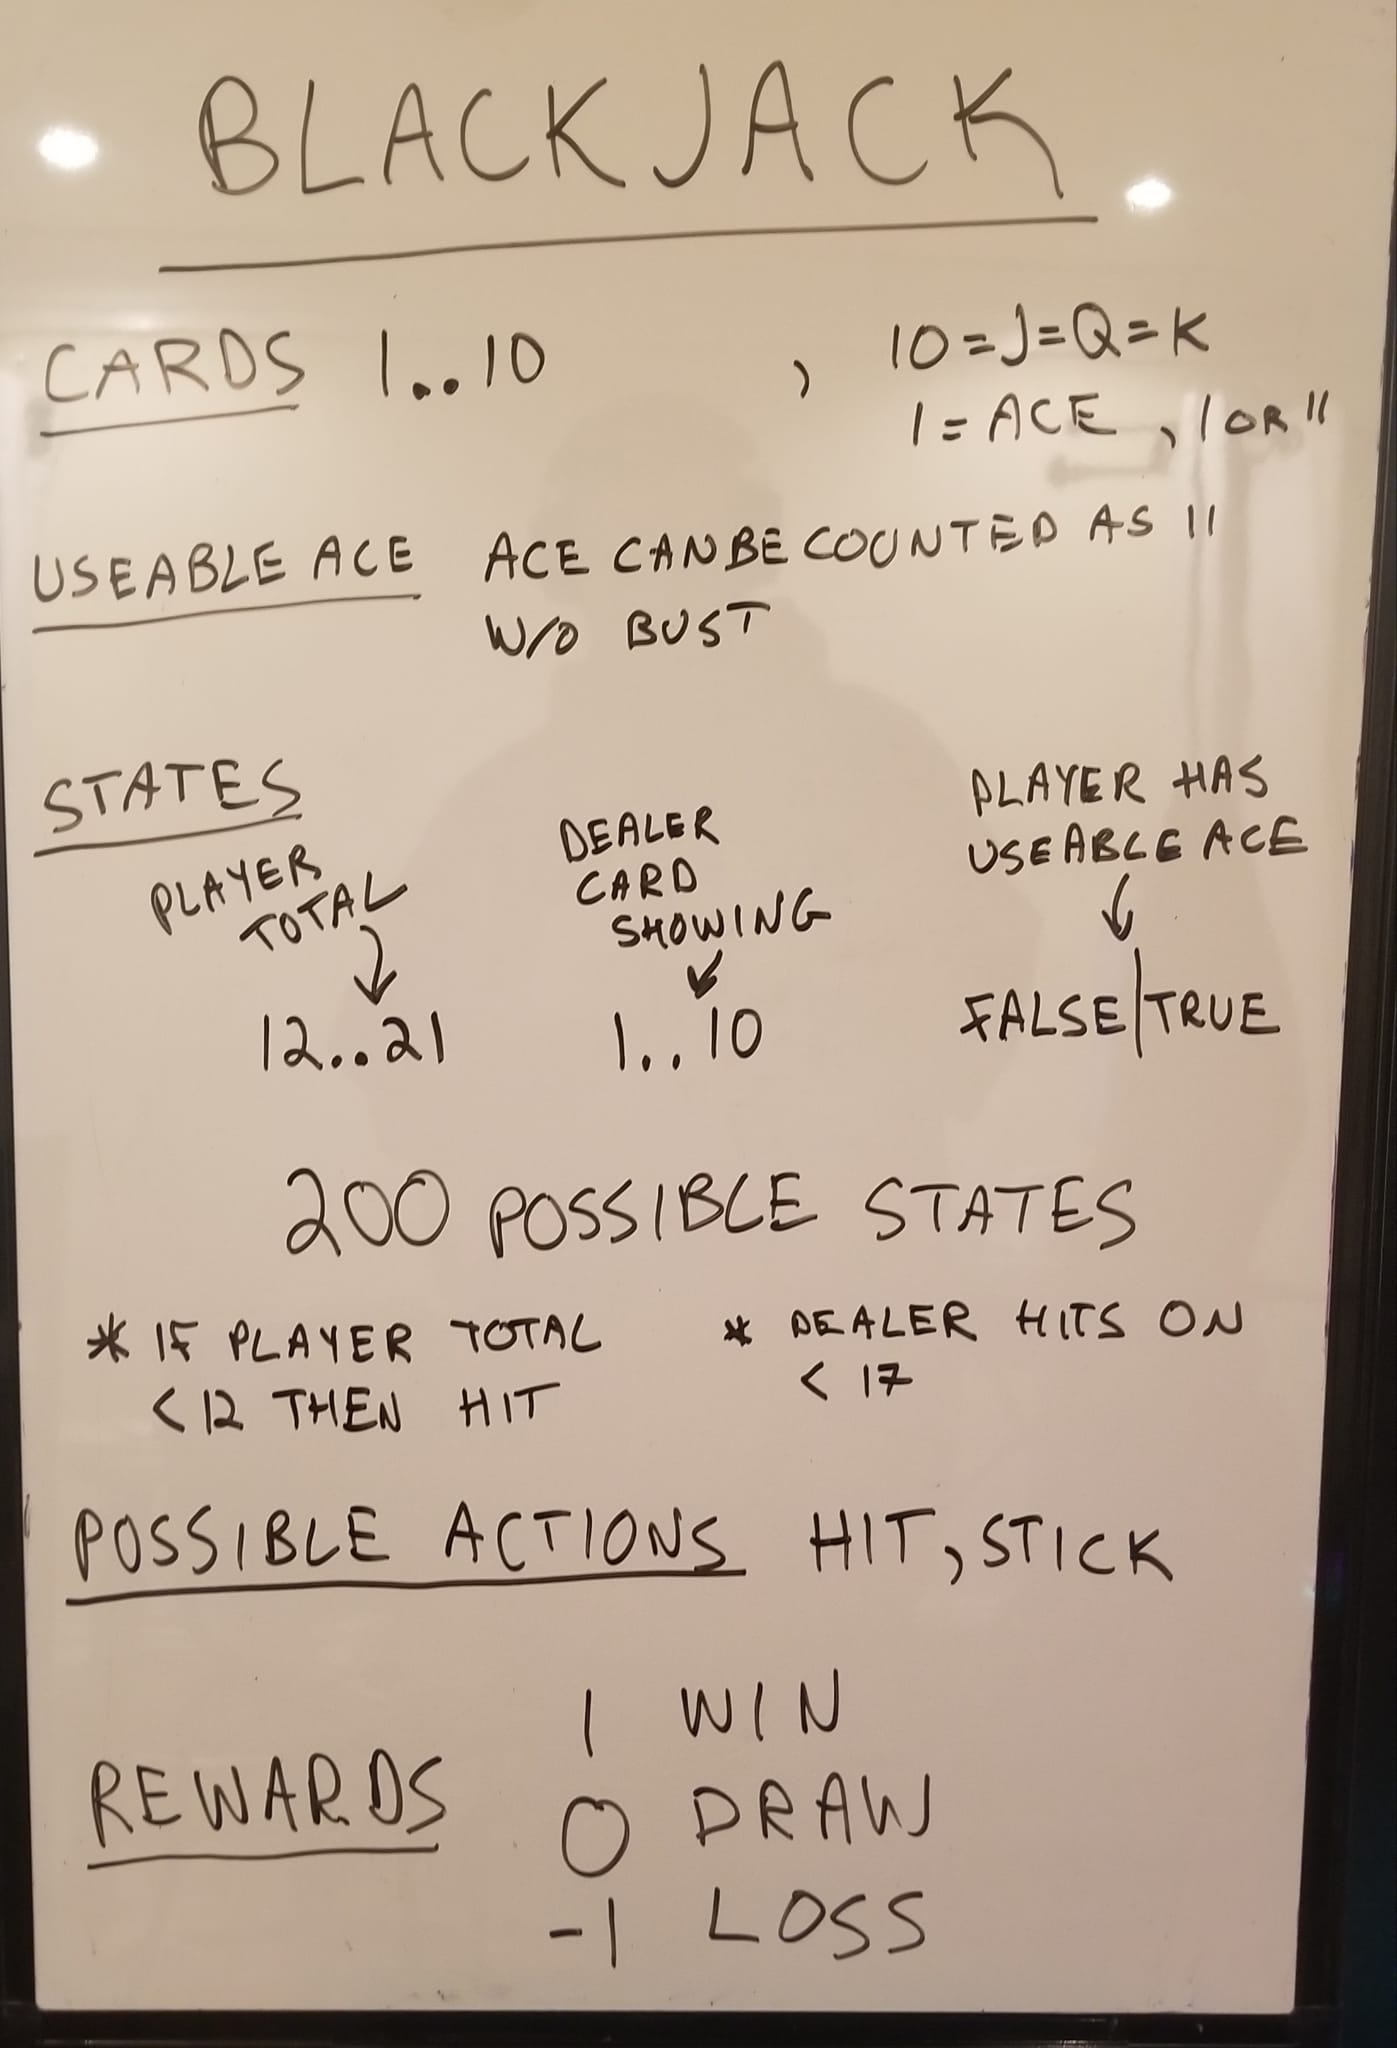 BLACKJACK
CARDS 1..10 , 10=J=Q=K
1=ACE, 1 OR 11
USEABLE ACE ACE CAN BE COUNTED AS 11
W/O BUST
STATES
PLAYER
TOTAL
DEALER
CARD
SHOWING
PLAYER HAS
USEABLE ACE
12..21 1..10 FALSE|TRUE
200 POSSIBLE STATES
* IF PLAYER TOTAL
<12 THEN HIT
* DEALER HITS ON
< 17
POSSIBLE ACTIONS HIT, STICK
REWARDS
1 WIN
0 DRAW
-1 LOSS